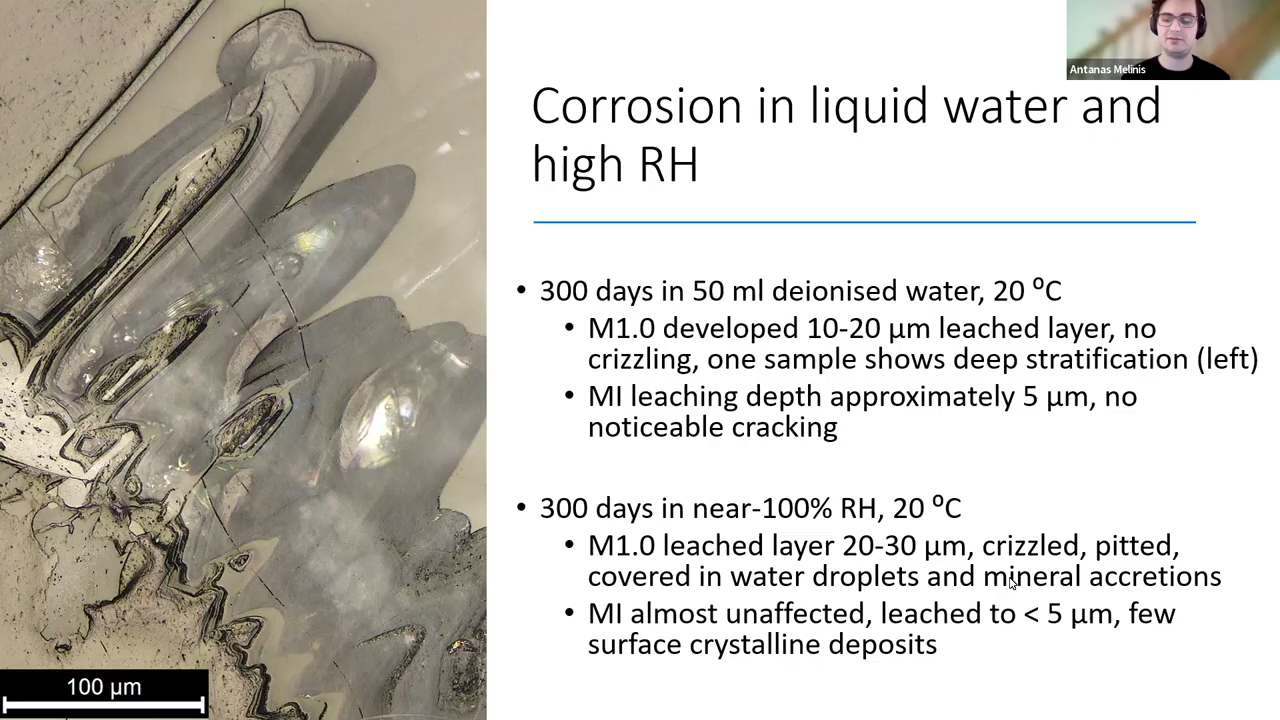 Antanas Melinis
Corrosion in liquid water and
high RH
• 300 days in 50 ml deionised water, 20 ⁰C
• M1.0 developed 10-20 µm leached layer, no
crizzling, one sample shows deep stratification (left)
• MI leaching depth approximately 5 µm, no
noticeable cracking
• 300 days in near-100% RH, 20 ⁰C
• M1.0 leached layer 20-30 µm, crizzled, pitted,
covered in water droplets and mineral accretions
• MI almost unaffected, leached to < 5 µm, few
surface crystalline deposits
100 µm